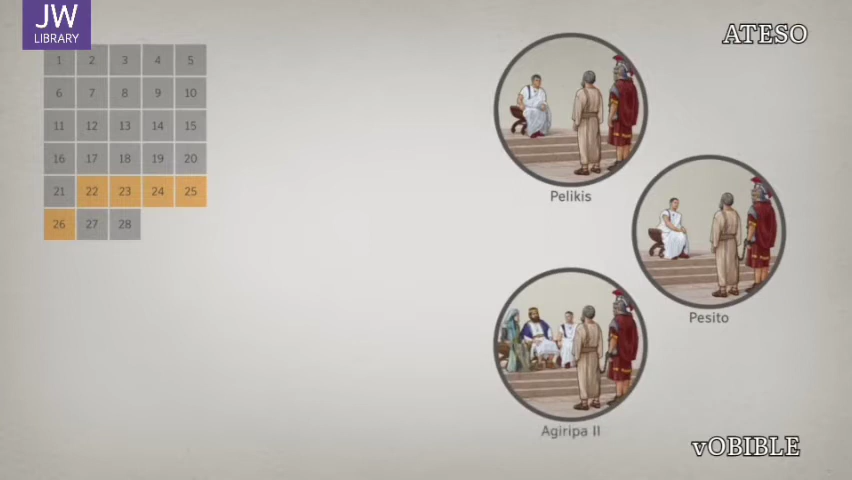 JW
LIBRARY
ATESO
1 2 3 4 5
6 7 8 9 10
11 12 13 14 15
16 17 18 19 20
21 22 23 24 25
26 27 28
Pelikis
Pesito
Agiripa II
vOBIBLE